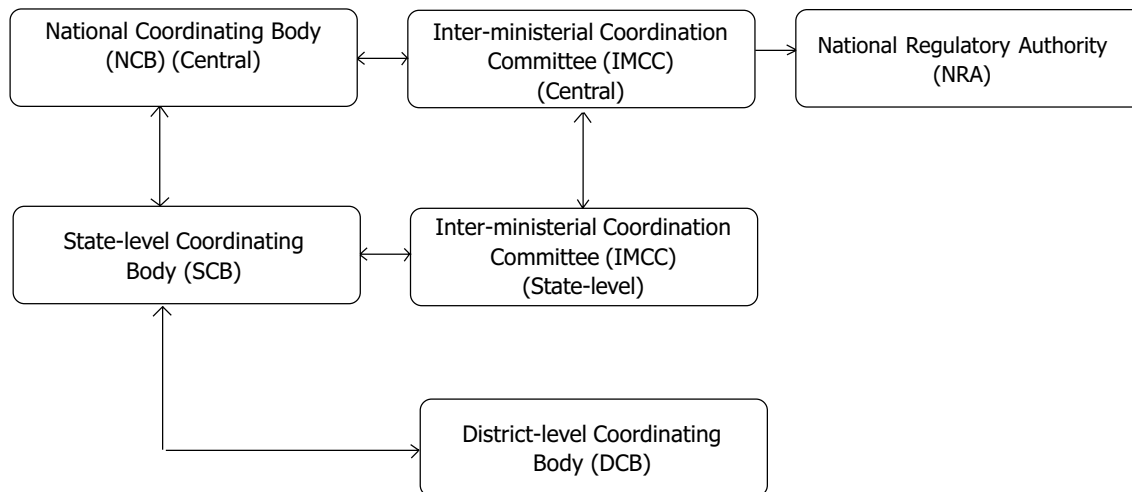 National Coordinating Body
(NCB) (Central)
Inter-ministerial Coordination
Committee (IMCC)
(Central)
National Regulatory Authority
(NRA)
State-level Coordinating
Body (SCB)
Inter-ministerial Coordination
Committee (IMCC)
(State-level)
District-level Coordinating
Body (DCB)